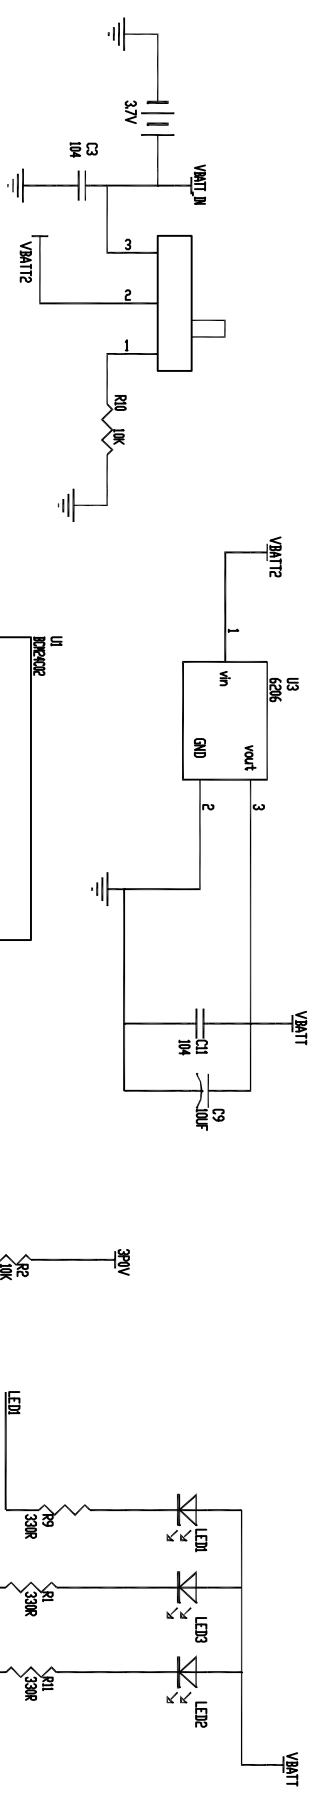 3.7V
C3
104
VBATT_IN
VBATT2
3
2
1
R10
10K
VBATT2
1
U3
6206
vin
GND
vout
2
3
U1
BCM24C02
VBATT
C11
104
C9
10UF
3P0V
R2
10K
LED1
R9
330R
LED1
R1
330R
LED3
R11
330R
LED2
VBATT